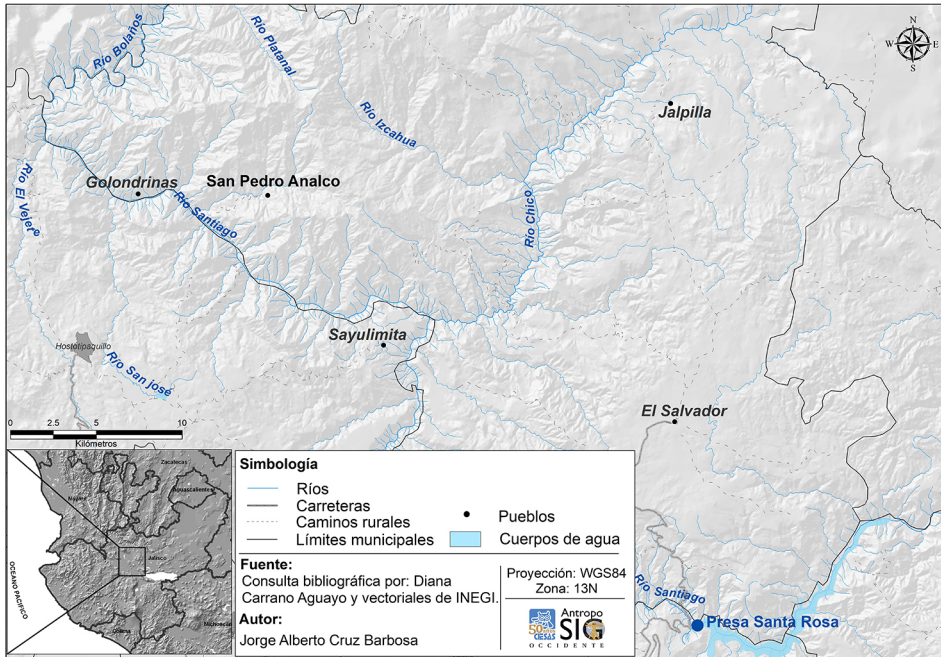 N
W E
S
Río Bolaños
Río Platanal
Río Izcahua
Jalpilla
Río El Vejere
Golondrinas
San Pedro Analco
Río Santiago
Río Chico
Sayulimita
Hostotipaquillo
Río San josé
El Salvador
0 2.5 5 10
Kilómetros
Zacatecas
Aguascalientes
Nayarit
Jalisco
OCEANO PACIFICO
Colima
Michoacán
Simbología
Ríos
Carreteras
Caminos rurales
Límites municipales
Pueblos
Cuerpos de agua
Fuente:
Consulta bibliográfica por: Diana
Carrano Aguayo y vectoriales de INEGI.
Autor:
Jorge Alberto Cruz Barbosa
Proyección: WGS84
Zona: 13N
CIESAS
Antropo
SIG
OCCIDENTE
Río Santiago
Presa Santa Rosa